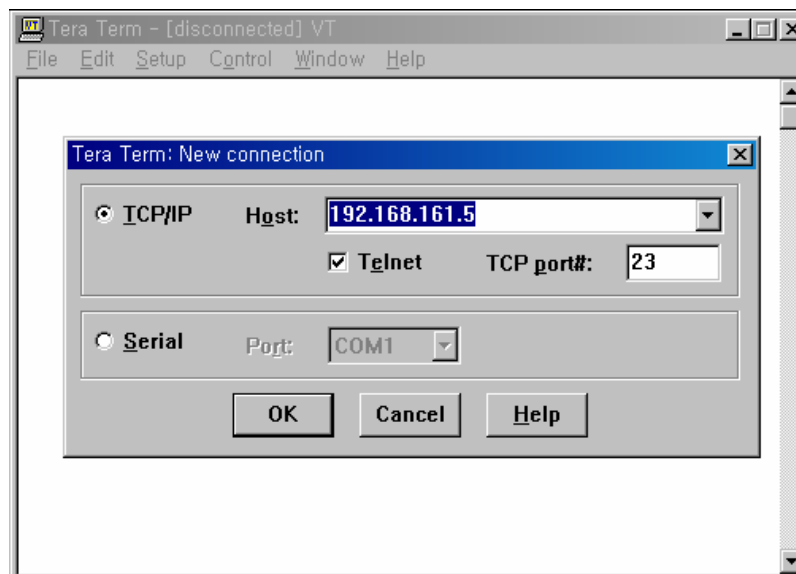 Tera Term - [disconnected] VT
File Edit Setup Control Window Help
Tera Term: New connection
TCP/IP Host: 192.168.161.5
Telnet TCP port#: 23
Serial Port: COM1
OK Cancel Help